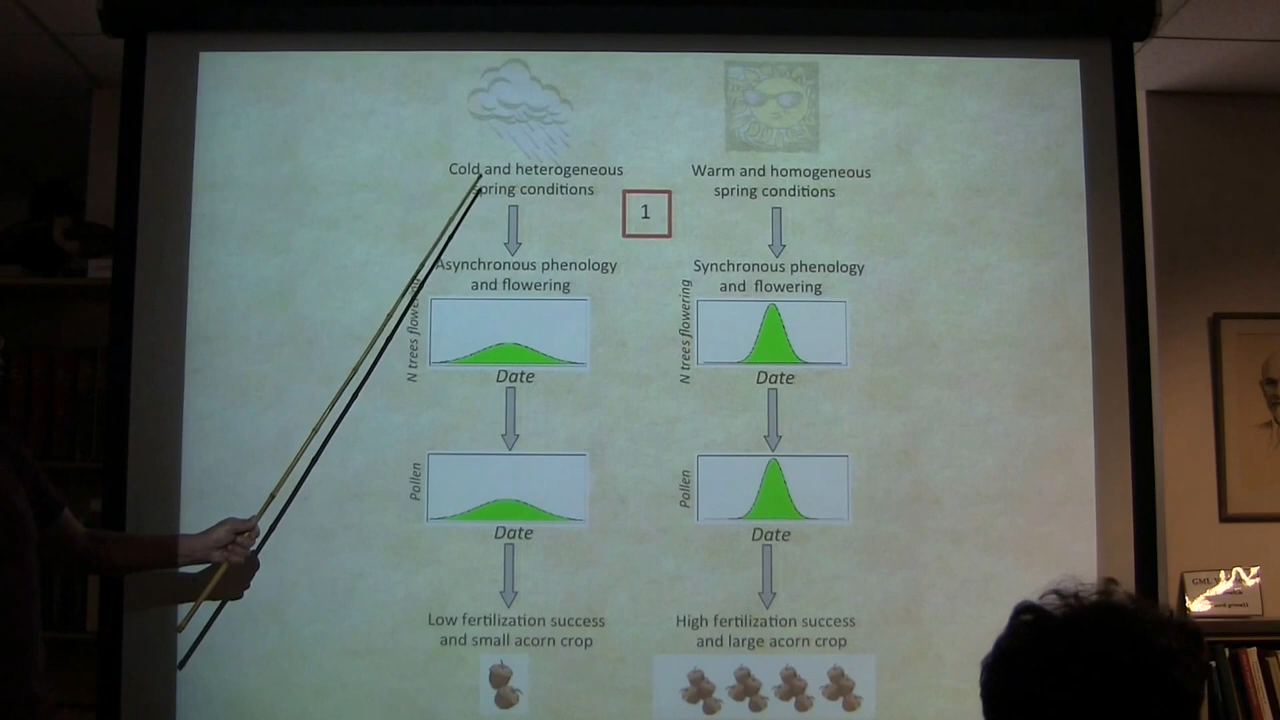 Cold and heterogeneous
spring conditions
Warm and homogeneous
spring conditions
1
Asynchronous phenology
and flowering
Synchronous phenology
and flowering
N trees
N trees flowering
Date
Date
Pollen
Pollen
Date
Date
Low fertilization success
and small acorn crop
High fertilization success
and large acorn crop
GML